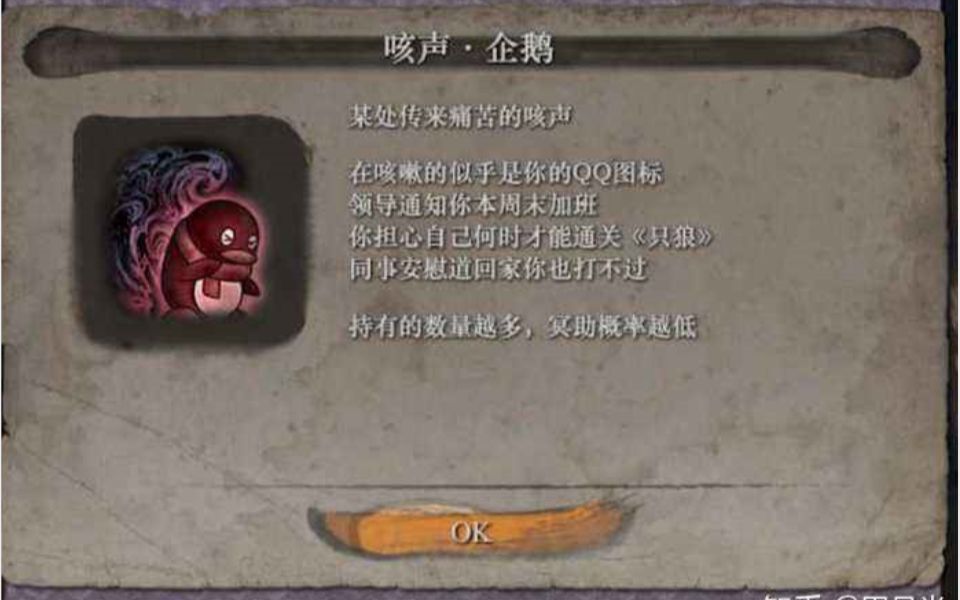 咳声·企鹅
某处传来痛苦的咳声
在咳嗽的似乎是你的QQ图标
领导通知你本周末加班
你担心自己何时才能通关《只狼》
同事安慰道回家你也打不过
持有的数量越多，冥助概率越低
OK